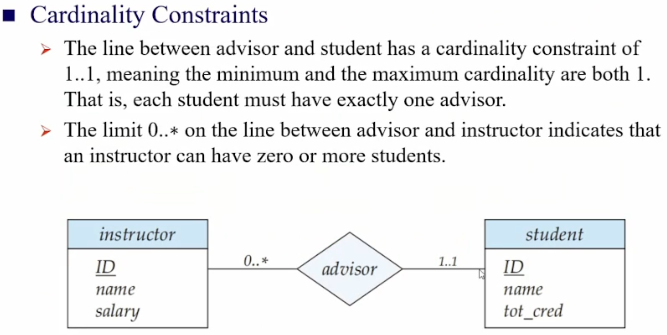 Cardinality Constraints
The line between advisor and student has a cardinality constraint of
1..1, meaning the minimum and the maximum cardinality are both 1.
That is, each student must have exactly one advisor.
The limit 0..* on the line between advisor and instructor indicates that
an instructor can have zero or more students.
instructor
ID
name
salary
0..*
advisor
1..1
student
ID
name
tot_cred